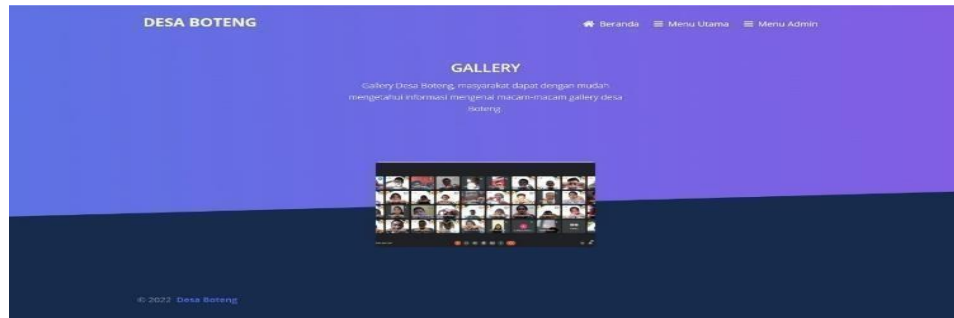 DESA BOTENG
Beranda Menu Utama Menu Admin
GALLERY
Gallery Desa Boteng, masyarakat dapat dengan mudah
mengetahui informasi mengenai macam-macam gallery desa
Boteng
© 2022 Desa Boteng